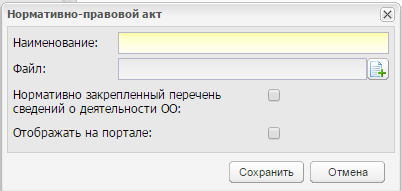 Нормативно-правовой акт
Наименование:
Файл:
Нормативно закрепленный перечень
сведений о деятельности ОО:
Отображать на портале:
Сохранить Отмена